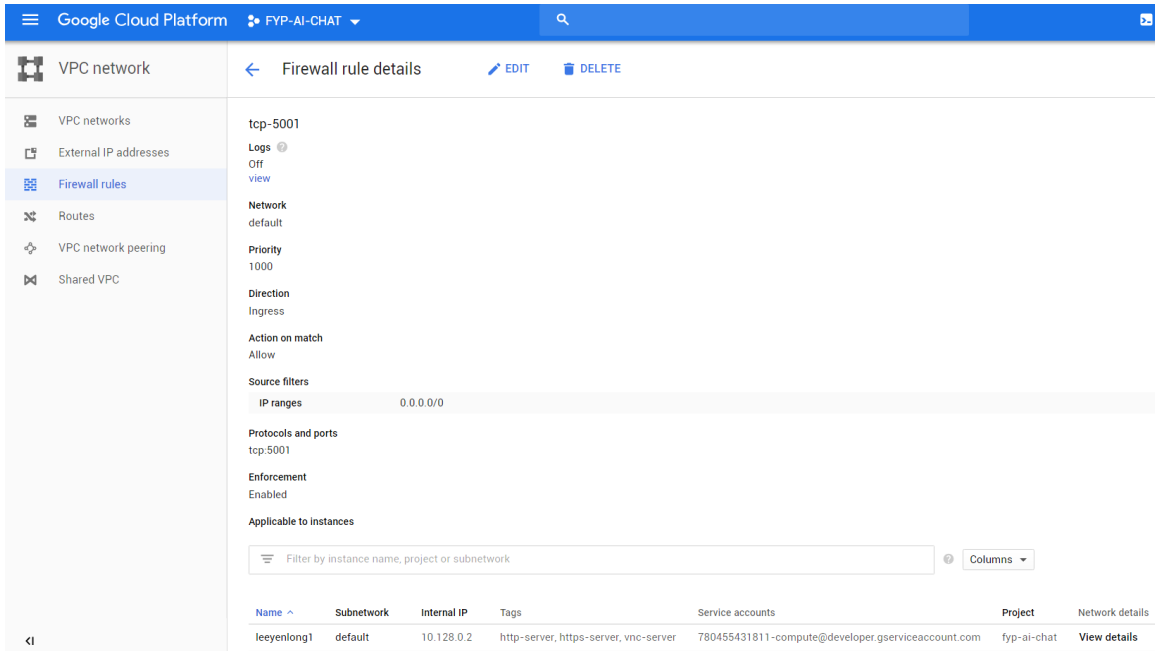 Google Cloud Platform FYP-AI-CHAT
VPC network
Firewall rule details EDIT DELETE
VPC networks
External IP addresses
Firewall rules
Routes
VPC network peering
Shared VPC
tcp-5001
Logs
Off
view
Network
default
Priority
1000
Direction
Ingress
Action on match
Allow
Source filters
IP ranges 0.0.0.0/0
Protocols and ports
tcp:5001
Enforcement
Enabled
Applicable to instances
Filter by instance name, project or subnetwork Columns
Name Subnetwork Internal IP Tags Service accounts Project Network details
leeyenlong1 default 10.128.0.2 http-server, https-server, vnc-server 780455431811-compute@developer.gserviceaccount.com fyp-ai-chat View details